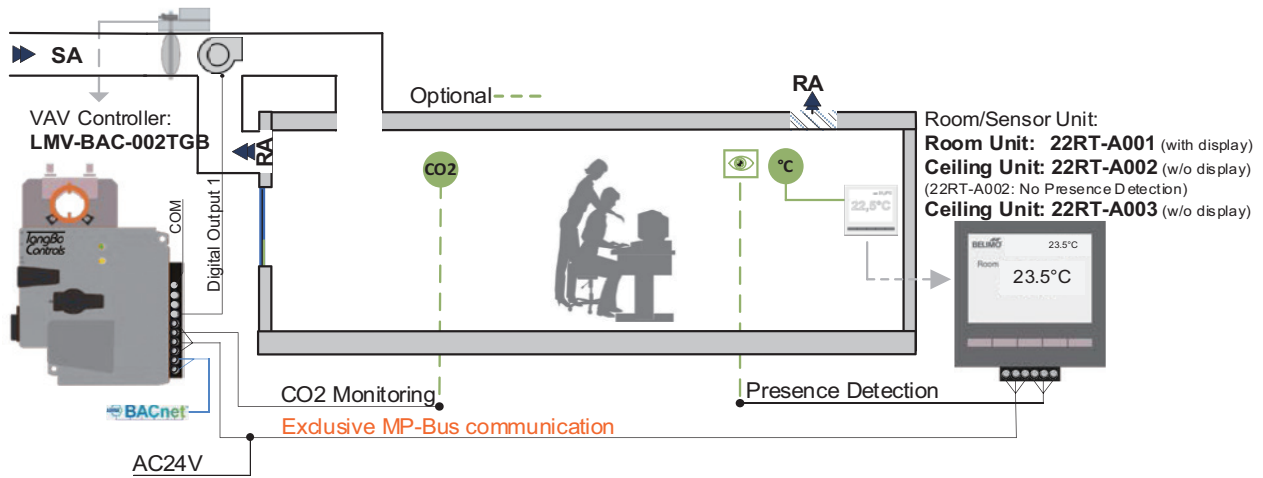 SA
VAV Controller:
LMV-BAC-002TGB
TongBo
Controls
COM
Digital Output 1
BACnet
AC24V
Optional
RA
RA
CO2
°C
22,5°C
Room/Sensor Unit:
Room Unit: 22RT-A001 (with display)
Ceiling Unit: 22RT-A002 (w/o display)
(22RT-A002: No Presence Detection)
Ceiling Unit: 22RT-A003 (w/o display)
BELIMO 23.5°C
Room
23.5°C
CO2 Monitoring
Presence Detection
Exclusive MP-Bus communication